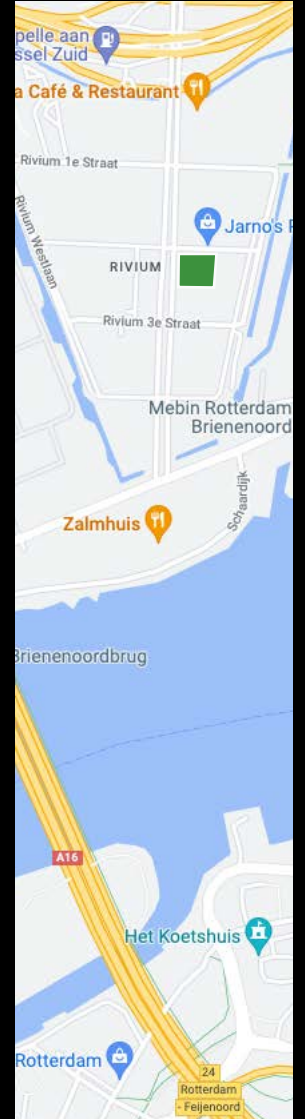 pelle aan
ssel Zuid
a Café & Restaurant
Rivium 1e Straat
Rivium Westlaan
Jarno's
RIVIUM
Rivium 3e Straat
Mebin Rotterdam
Brienenoord
Schaardijk
Zalmhuis
Brienenoordbrug
A16
Het Koetshuis
Rotterdam
24
Rotterdam
- Feijenoord